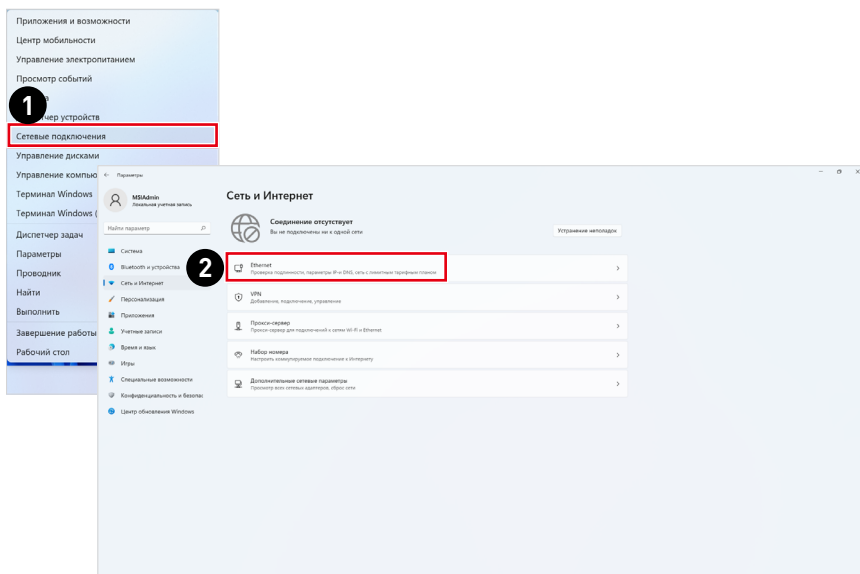 Приложения и возможности
Центр мобильности
Управление электропитанием
Просмотр событий
1
Сетевые подключения
Управление дисками
Управление компью
Терминал Windows
Терминал Windows (
Диспетчер задач
Параметры
Проводник
Найти
Выполнить
Завершение работы
Рабочий стол
Параметры
MSIAdmin
Локальная учетная запись
Найти параметр
Система
Bluetooth и устройства
Сеть и Интернет
Персонализация
Приложения
Учетные записи
Время и язык
Игры
Специальные возможности
Конфиденциальность и безопас
Центр обновления Windows
Сеть и Интернет
Соединение отсутствует
Вы не подключены ни к одной сети
Устранение неполадок
2
Ethernet
Проверка подлинности, параметры IP и DNS, сеть с лимитным тарифным планом
VPN
Добавление, подключение, управление
Прокси-сервер
Прокси-сервер для подключений к сетям Wi-Fi и Ethernet
Набор номера
Настроить коммутируемое подключение к Интернету
Дополнительные сетевые параметры
Просмотр всех сетевых адаптеров, сброс сети